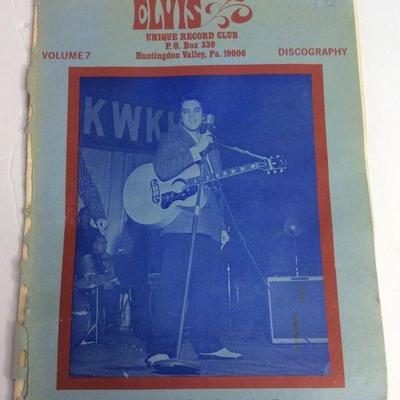 ELVIS
UNIQUE RECORD CLUB
P. O. Box 339
VOLUME 7 Huntingdon Valley, Pa. 19006 DISCOGRAPHY
KWKH